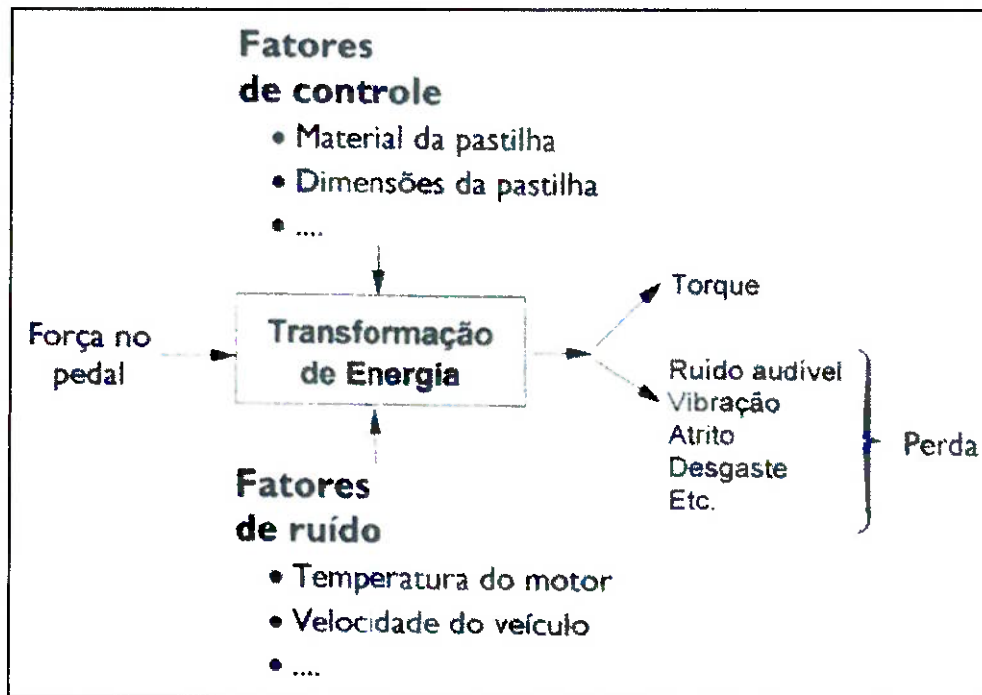 Fatores
de controle
• Material da pastilha
• Dimensões da pastilha
• ....
Força no
pedal
Transformação
de Energia
Torque
Ruido audível
Vibração
Atrito
Desgaste
Etc.
Perda
Fatores
de ruído
• Temperatura do motor
• Velocidade do veículo
• ....